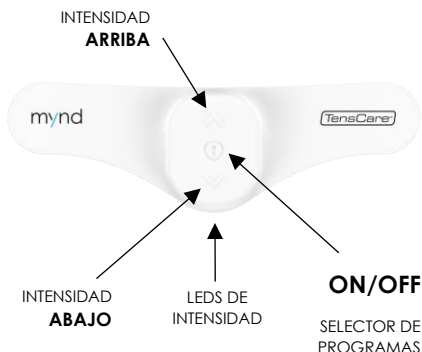 INTENSIDAD
ARRIBA
mynd
TensCare
INTENSIDAD
ABAJO
LEDS DE
INTENSIDAD
ON/OFF
SELECTOR DE
PROGRAMAS